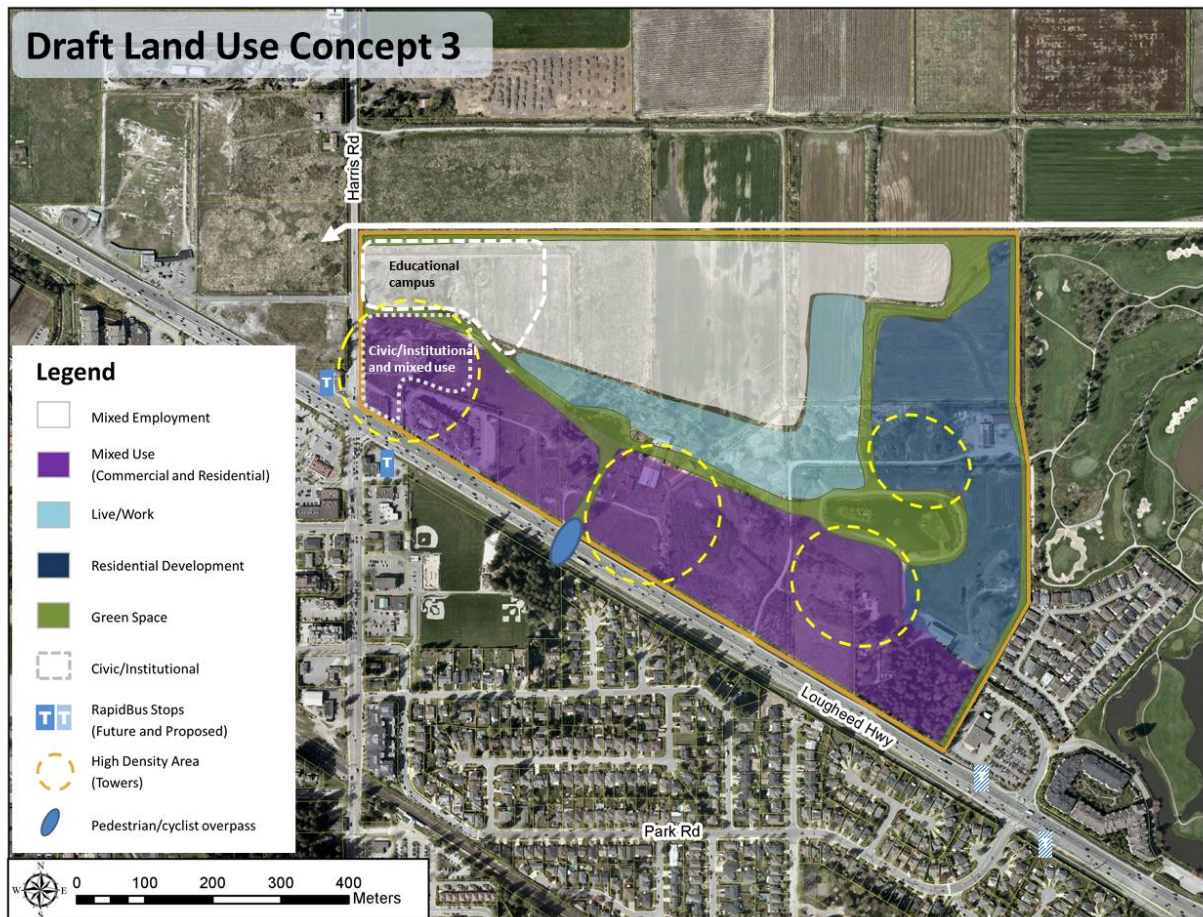 Draft Land Use Concept 3
Harris Rd
Educational
campus
Civic/institutional
and mixed use
T
T
Legend
Mixed Employment
Mixed Use
(Commercial and Residential)
Live/Work
Residential Development
Green Space
Civic/Institutional
T T
RapidBus Stops
(Future and Proposed)
High Density Area
(Towers)
Pedestrian/cyclist overpass
Lougheed Hwy
T
T
Park Rd
N
W E
S
0 100 200 300 400
Meters